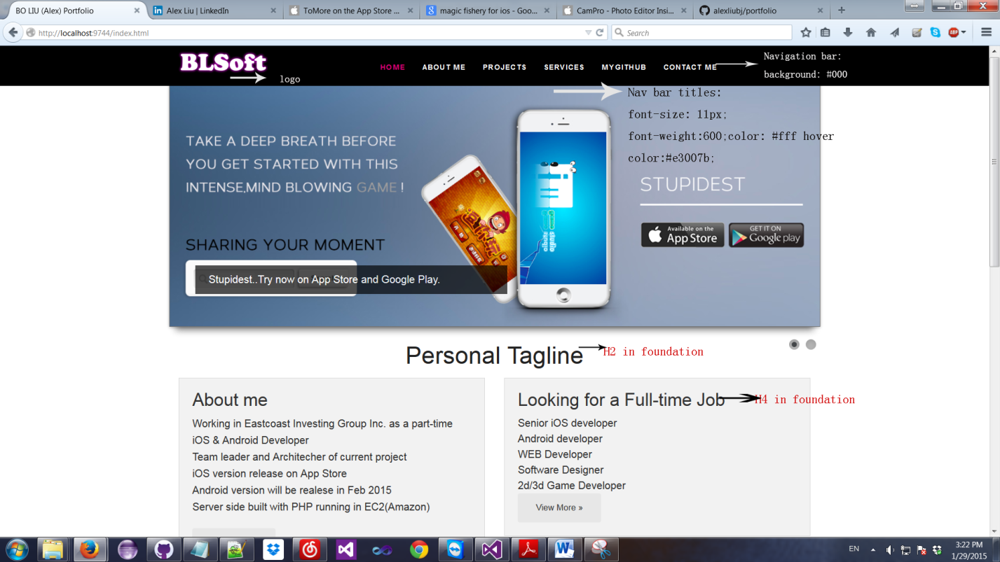 BO LIU (Alex) Portfolio
Alex Liu | LinkedIn
ToMore on the App Store ...
magic fishery for ios - Goo...
CamPro - Photo Editor Insi...
alexliubj/portfolio
http://localhost:9744/index.html
Search
ABP
BLSoft
HOME ABOUT ME PROJECTS SERVICES MYGITHUB CONTACT ME
Navigation bar:
background: #000
logo
Nav bar titles:
font-size: 11px;
font-weight:600;color: #fff hover
color:#e3007b;
TAKE A DEEP BREATH BEFORE
YOU GET STARTED WITH THIS
INTENSE,MIND BLOWING GAME !
STUPIDEST
Available on the
App Store
GET IT ON
Google play
SHARING YOUR MOMENT
Stupidest..Try now on App Store and Google Play.
Personal Tagline
H2 in foundation
About me
Working in Eastcoast Investing Group Inc. as a part-time
iOS & Android Developer
Team leader and Architecher of current project
iOS version release on App Store
Android version will be realese in Feb 2015
Server side built with PHP running in EC2(Amazon)
Looking for a Full-time Job
H4 in foundation
Senior iOS developer
Android developer
WEB Developer
Software Designer
2d/3d Game Developer
View More »
EN
3:22 PM
1/29/2015